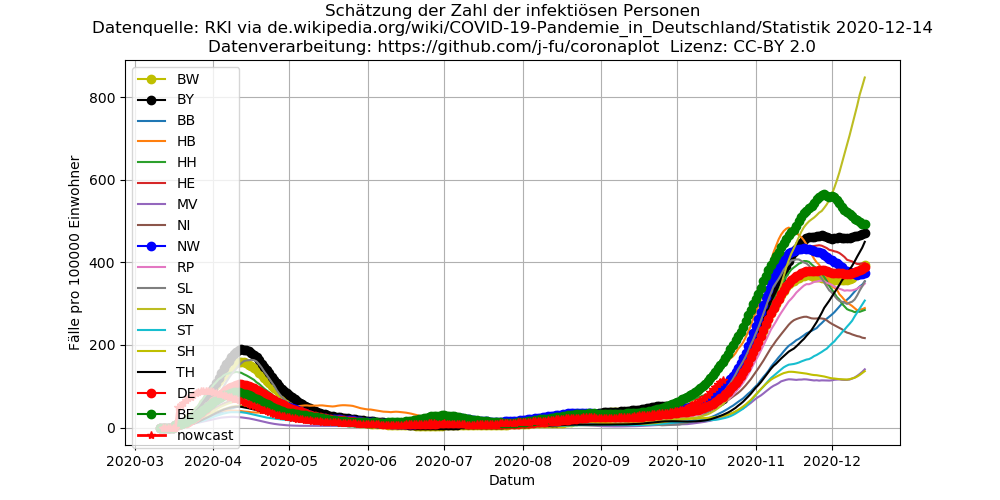 Schätzung der Zahl der infektiösen Personen
Datenquelle: RKI via de.wikipedia.org/wiki/COVID-19-Pandemie_in_Deutschland/Statistik 2020-12-14
Datenverarbeitung: https://github.com/j-fu/coronaplot  Lizenz: CC-BY 2.0
Fälle pro 100000 Einwohner
800
600
400
200
0
BW
BY
BB
HB
HH
HE
MV
NI
NW
RP
SL
SN
ST
SH
TH
DE
BE
nowcast
2020-03 2020-04 2020-05 2020-06 2020-07 2020-08 2020-09 2020-10 2020-11 2020-12
Datum